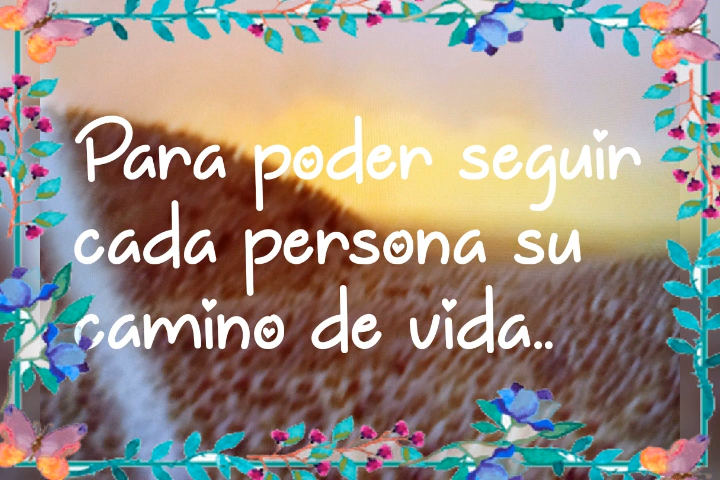 Para poder seguir
cada persona su
camino de vida..